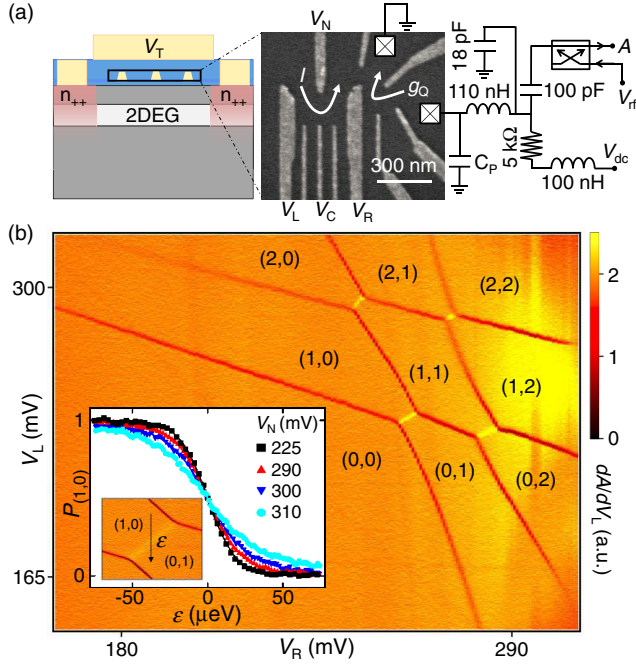 (a)
V_T
n_++
n_++
2DEG
V_N
I
g_Q
300 nm
V_L
V_C
V_R
18 pF
110 nH
C_P
100 pF
5 kΩ
100 nH
A
V_rf
V_dc
(b)
300
165
V_L (mV)
180
290
V_R (mV)
(2,0)
(2,1)
(2,2)
(1,0)
(1,1)
(1,2)
(0,0)
(0,1)
(0,2)
2
1
0
dA/dV_L (a.u.)
1
0
P_(1,0)
-50
0
50
ε (μeV)
V_N (mV)
225
290
300
310
(1,0)
ε
(0,1)